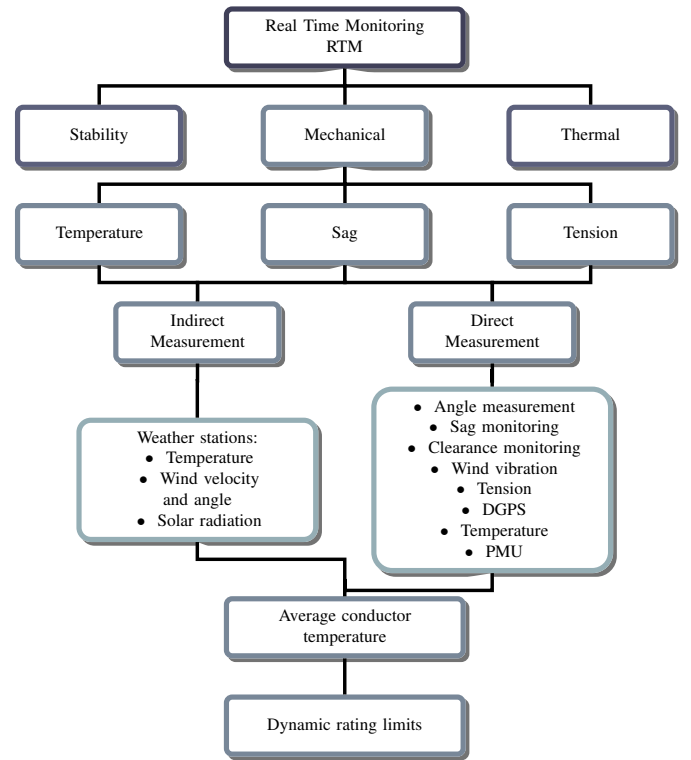 Real Time Monitoring
RTM
Stability
Mechanical
Thermal
Temperature
Sag
Tension
Indirect
Measurement
Direct
Measurement
Weather stations:
● Temperature
● Wind velocity
and angle
● Solar radiation
● Angle measurement
● Sag monitoring
● Clearance monitoring
● Wind vibration
● Tension
● DGPS
● Temperature
● PMU
Average conductor
temperature
Dynamic rating limits